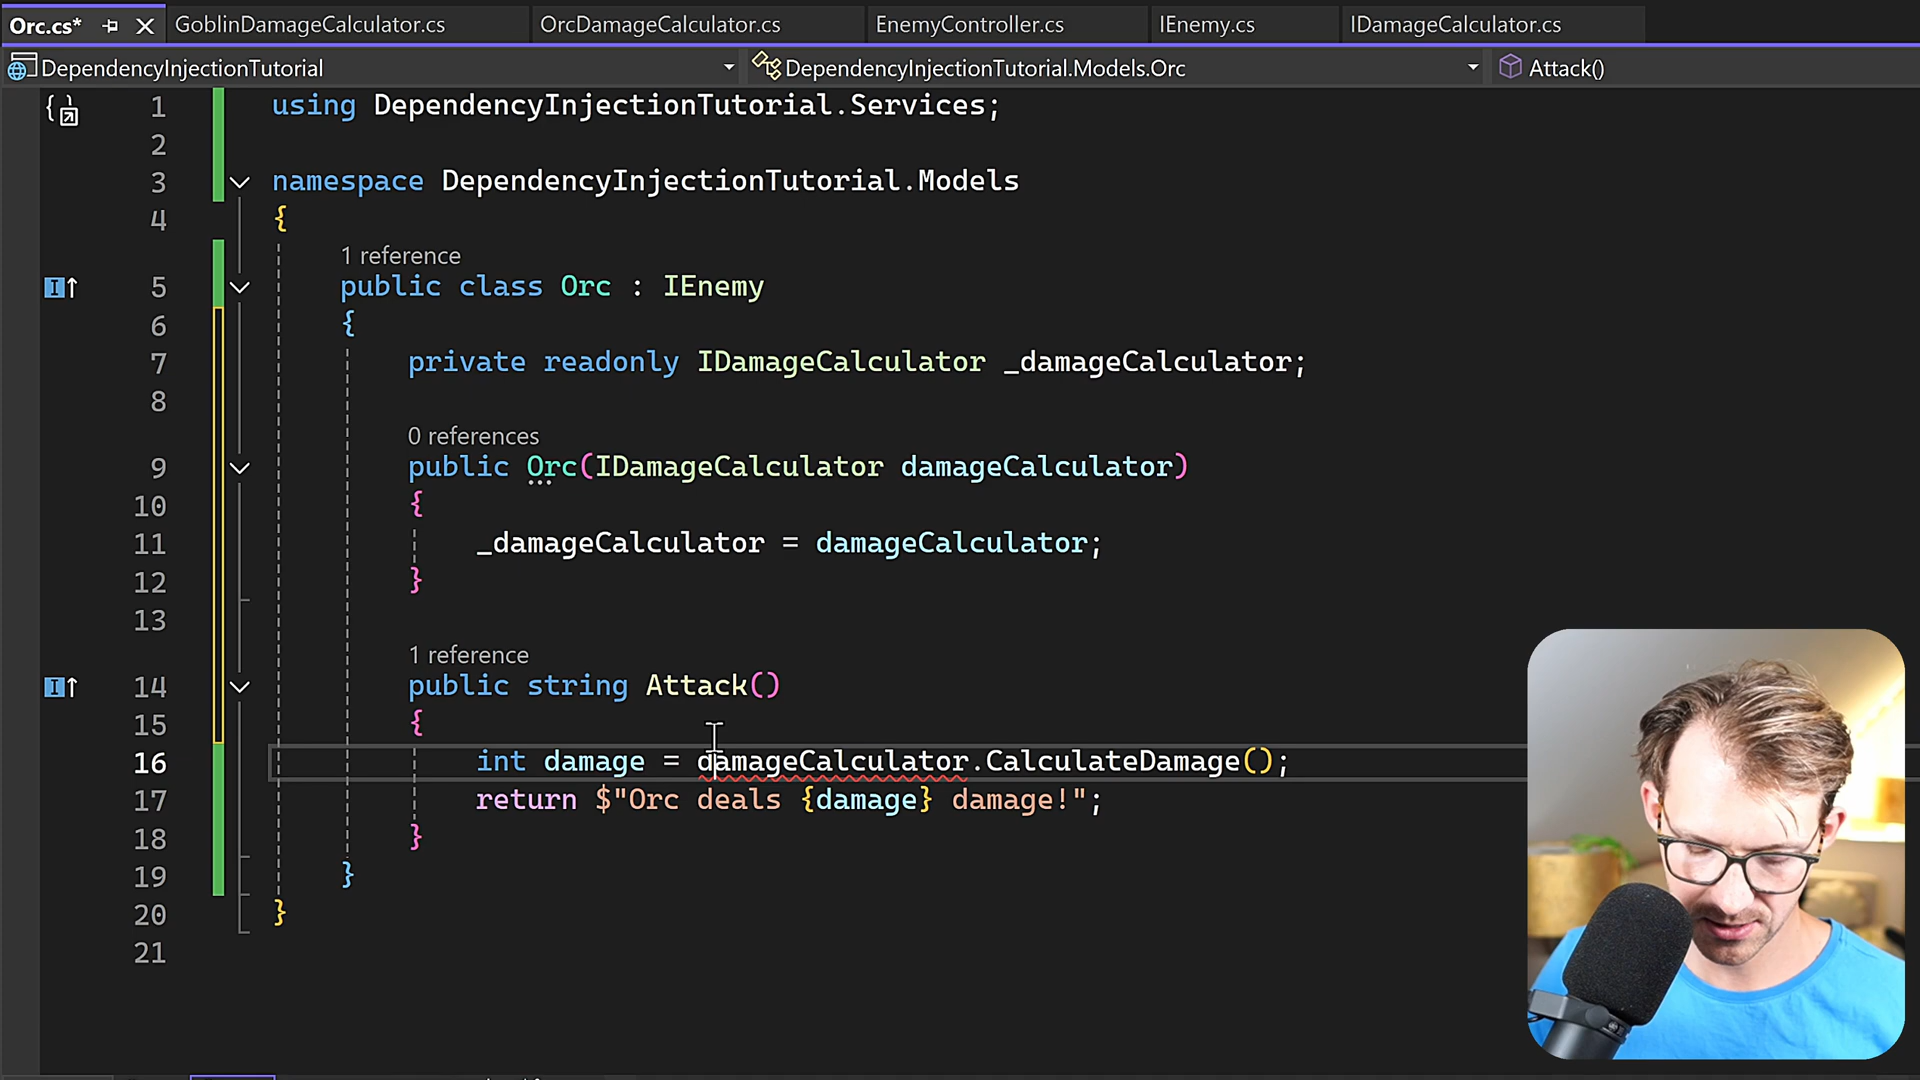 Orc.cs*
GoblinDamageCalculator.cs
OrcDamageCalculator.cs
EnemyController.cs
IEnemy.cs
IDamageCalculator.cs
DependencyInjectionTutorial
DependencyInjectionTutorial.Models.Orc
Attack()
1 using DependencyInjectionTutorial.Services;
2
3 namespace DependencyInjectionTutorial.Models
4 {
1 reference
5 public class Orc : IEnemy
6 {
7 private readonly IDamageCalculator _damageCalculator;
8
0 references
9 public Orc(IDamageCalculator damageCalculator)
10 {
11 _damageCalculator = damageCalculator;
12 }
13
1 reference
14 public string Attack()
15 {
16 int damage = damageCalculator.CalculateDamage();
17 return $"Orc deals {damage} damage!";
18 }
19 }
20 }
21